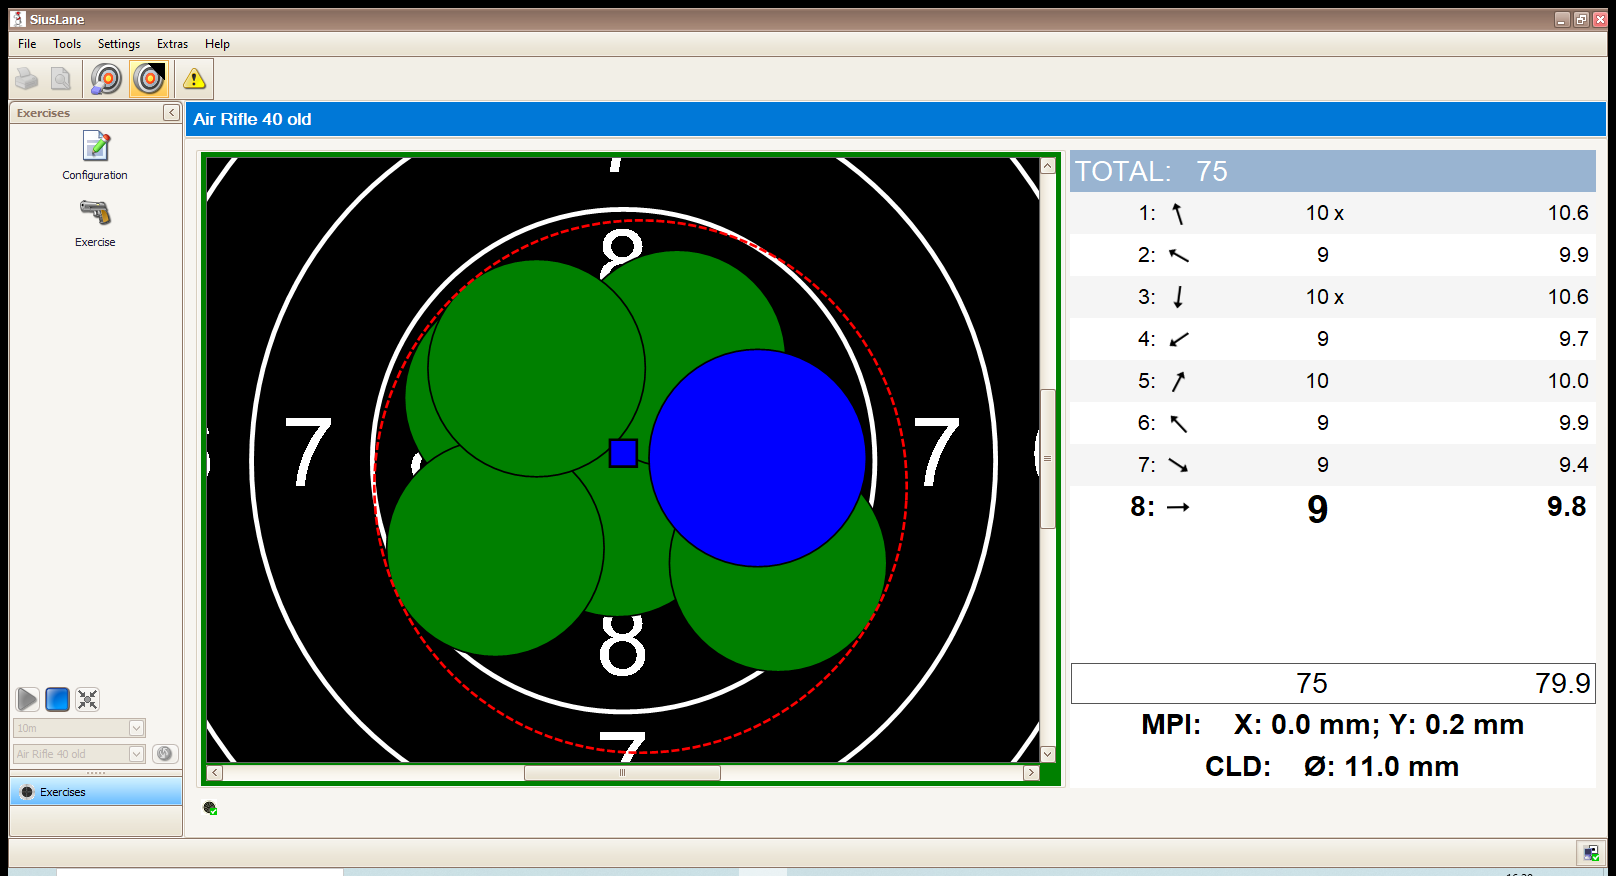 SiusLane
File Tools Settings Extras Help
Exercises
Configuration
Exercise
10m
Air Rifle 40 old
Exercises
Air Rifle 40 old
8
7
7
8
7
TOTAL: 75
1: 10 x 10.6
2: 9 9.9
3: 10 x 10.6
4: 9 9.7
5: 10 10.0
6: 9 9.9
7: 9 9.4
8: 9 9.8
75 79.9
MPI: X: 0.0 mm; Y: 0.2 mm
CLD: Ø: 11.0 mm